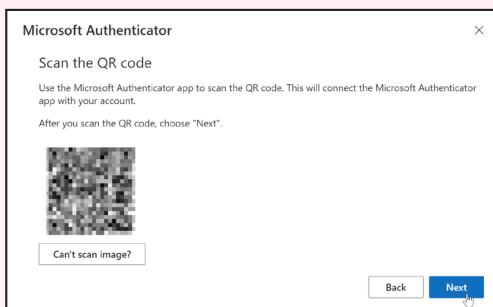 Microsoft Authenticator
Scan the QR code
Use the Microsoft Authenticator app to scan the QR code. This will connect the Microsoft Authenticator
app with your account.
After you scan the QR code, choose "Next".
Can't scan image?
Back Next